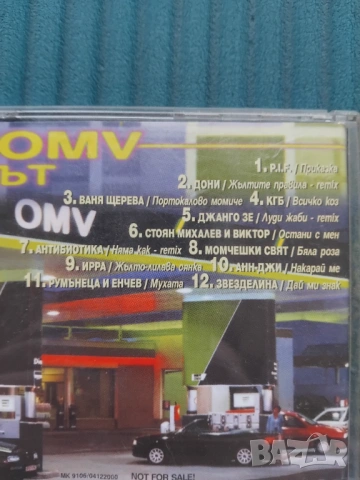 OMV
ЪТ
OMV
1. P.I.F. / Приказка
2. ДОНИ / Жълтите правила - remix
3. ВАНЯ ЩЕРЕВА / Портокалово момиче 4. КГБ / Всичко коз
5. ДЖАНГО ЗЕ / Луди жаби - remix
6. СТОЯН МИХАЛЕВ И ВИКТОР / Остани с мен
7. АНТИБИОТИКА / Няма как - remix 8. МОМЧЕШКИ СВЯТ / Бяла роза
9. ИРРА / Жълто-лилава сянка 10. АНН-ДЖИ / Накарай ме
11. РУМЪНЕЦА И ЕНЧЕВ / Мухата 12. ЗВЕЗДЕЛИНА / Дай ми знак
MK 9106/04122000 NOT FOR SALE!
BAZAR